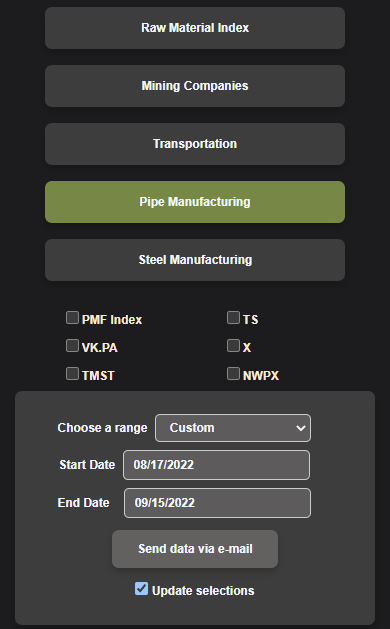 Raw Material Index
Mining Companies
Transportation
Pipe Manufacturing
Steel Manufacturing
PMF Index TS
VK.PA X
TMST NWPX
Choose a range Custom
Start Date 08/17/2022
End Date 09/15/2022
Send data via e-mail
Update selections